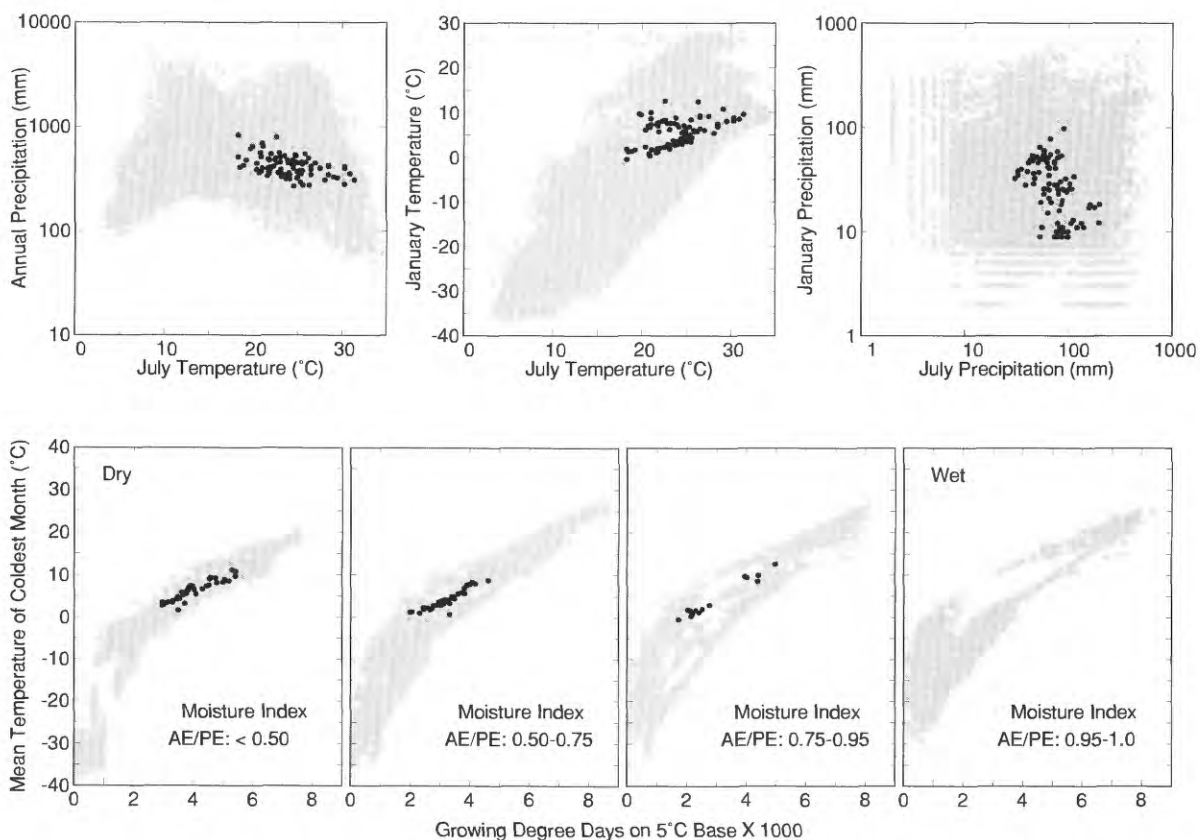 10000
1000
100
10
Annual Precipitation (mm)
0 10 20 30
July Temperature (°C)
30
20
10
0
-10
-20
-30
-40
January Temperature (°C)
0 10 20 30
July Temperature (°C)
1000
100
10
1
January Precipitation (mm)
1 10 100 1000
July Precipitation (mm)
40
30
20
10
0
-10
-20
-30
-40
Mean Temperature of Coldest Month (°C)
Dry
Moisture Index
AE/PE: < 0.50
0 2 4 6 8
Moisture Index
AE/PE: 0.50-0.75
0 2 4 6 8
Moisture Index
AE/PE: 0.75-0.95
0 2 4 6 8
Wet
Moisture Index
AE/PE: 0.95-1.0
0 2 4 6 8
Growing Degree Days on 5°C Base X 1000